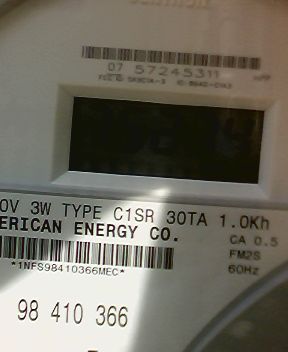 07 57245311
0V 3W TYPE C1SR 30TA 1.0Kh
ERICAN ENERGY CO.
CA 0.5
FM2S
60Hz
*1NFS98410366MEC*
98 410 366